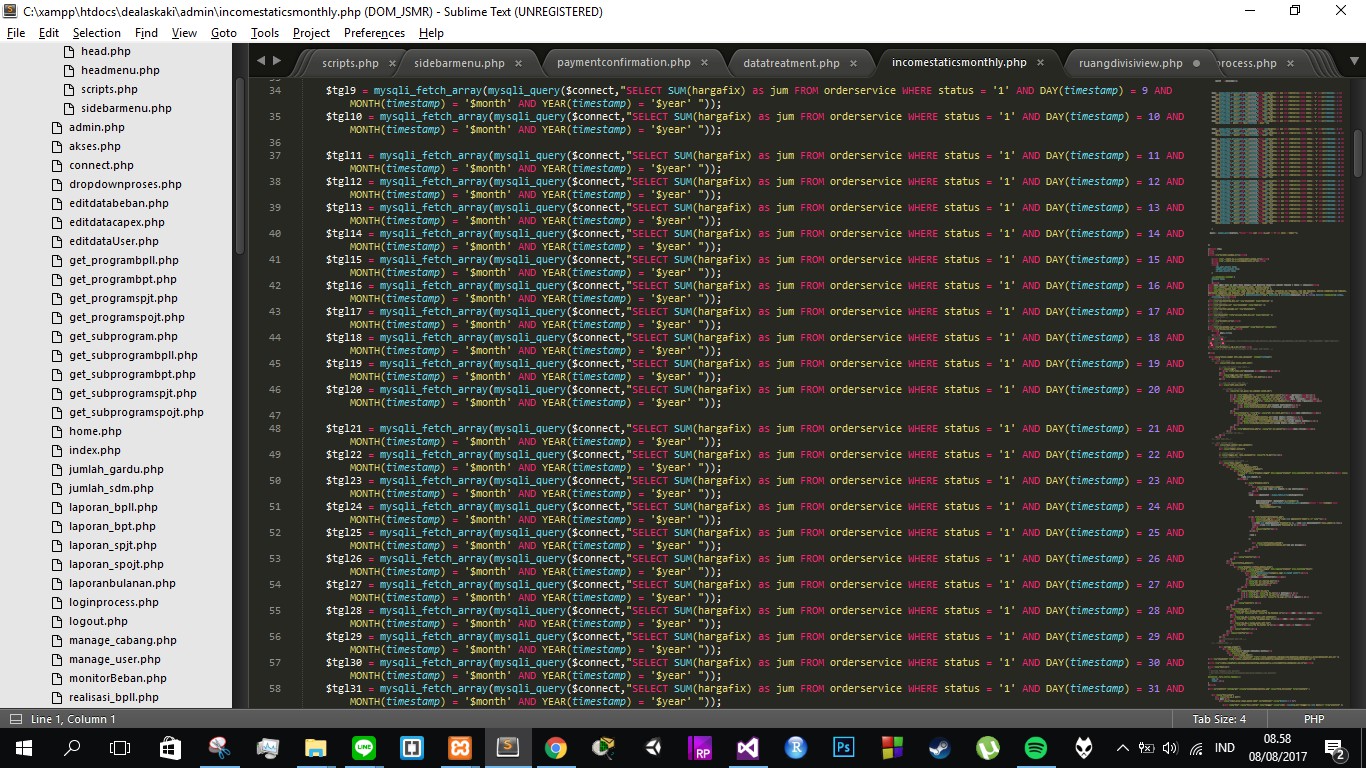 C:\xampp\htdocs\dealaskaki\admin\incomestaticsmonthly.php (DOM_JSMR) - Sublime Text (UNREGISTERED)
File Edit Selection Find View Goto Tools Project Preferences Help
head.php
headmenu.php
scripts.php
sidebarmenu.php
admin.php
akses.php
connect.php
dropdownproses.php
editdatabeban.php
editdatacapex.php
editdataUser.php
get_programbpll.php
get_programbpt.php
get_programspjt.php
get_programspojt.php
get_subprogram.php
get_subprogrambpll.php
get_subprogrambpt.php
get_subprogramspjt.php
get_subprogramspojt.php
home.php
index.php
jumlah_gardu.php
jumlah_sdm.php
laporan_bpll.php
laporan_bpt.php
laporan_spjt.php
laporan_spojt.php
laporanbulanan.php
loginprocess.php
logout.php
manage_cabang.php
manage_user.php
monitorBeban.php
realisasi_bpll.php
scripts.php × sidebarmenu.php × paymentconfirmation.php × datatreatment.php × incomestaticsmonthly.php × ruangdivisiview.php process.php ×
34 $tgl9 = mysqli_fetch_array(mysqli_query($connect,"SELECT SUM(hargafix) as jum FROM orderservice WHERE status = '1' AND DAY(timestamp) = 9 AND
MONTH(timestamp) = '$month' AND YEAR(timestamp) = '$year' "));
35 $tgl10 = mysqli_fetch_array(mysqli_query($connect,"SELECT SUM(hargafix) as jum FROM orderservice WHERE status = '1' AND DAY(timestamp) = 10 AND
MONTH(timestamp) = '$month' AND YEAR(timestamp) = '$year' "));
36
37 $tgl11 = mysqli_fetch_array(mysqli_query($connect,"SELECT SUM(hargafix) as jum FROM orderservice WHERE status = '1' AND DAY(timestamp) = 11 AND
MONTH(timestamp) = '$month' AND YEAR(timestamp) = '$year' "));
38 $tgl12 = mysqli_fetch_array(mysqli_query($connect,"SELECT SUM(hargafix) as jum FROM orderservice WHERE status = '1' AND DAY(timestamp) = 12 AND
MONTH(timestamp) = '$month' AND YEAR(timestamp) = '$year' "));
39 $tgl13 = mysqli_fetch_array(mysqli_query($connect,"SELECT SUM(hargafix) as jum FROM orderservice WHERE status = '1' AND DAY(timestamp) = 13 AND
MONTH(timestamp) = '$month' AND YEAR(timestamp) = '$year' "));
40 $tgl14 = mysqli_fetch_array(mysqli_query($connect,"SELECT SUM(hargafix) as jum FROM orderservice WHERE status = '1' AND DAY(timestamp) = 14 AND
MONTH(timestamp) = '$month' AND YEAR(timestamp) = '$year' "));
41 $tgl15 = mysqli_fetch_array(mysqli_query($connect,"SELECT SUM(hargafix) as jum FROM orderservice WHERE status = '1' AND DAY(timestamp) = 15 AND
MONTH(timestamp) = '$month' AND YEAR(timestamp) = '$year' "));
42 $tgl16 = mysqli_fetch_array(mysqli_query($connect,"SELECT SUM(hargafix) as jum FROM orderservice WHERE status = '1' AND DAY(timestamp) = 16 AND
MONTH(timestamp) = '$month' AND YEAR(timestamp) = '$year' "));
43 $tgl17 = mysqli_fetch_array(mysqli_query($connect,"SELECT SUM(hargafix) as jum FROM orderservice WHERE status = '1' AND DAY(timestamp) = 17 AND
MONTH(timestamp) = '$month' AND YEAR(timestamp) = '$year' "));
44 $tgl18 = mysqli_fetch_array(mysqli_query($connect,"SELECT SUM(hargafix) as jum FROM orderservice WHERE status = '1' AND DAY(timestamp) = 18 AND
MONTH(timestamp) = '$month' AND YEAR(timestamp) = '$year' "));
45 $tgl19 = mysqli_fetch_array(mysqli_query($connect,"SELECT SUM(hargafix) as jum FROM orderservice WHERE status = '1' AND DAY(timestamp) = 19 AND
MONTH(timestamp) = '$month' AND YEAR(timestamp) = '$year' "));
46 $tgl20 = mysqli_fetch_array(mysqli_query($connect,"SELECT SUM(hargafix) as jum FROM orderservice WHERE status = '1' AND DAY(timestamp) = 20 AND
MONTH(timestamp) = '$month' AND YEAR(timestamp) = '$year' "));
47
48 $tgl21 = mysqli_fetch_array(mysqli_query($connect,"SELECT SUM(hargafix) as jum FROM orderservice WHERE status = '1' AND DAY(timestamp) = 21 AND
MONTH(timestamp) = '$month' AND YEAR(timestamp) = '$year' "));
49 $tgl22 = mysqli_fetch_array(mysqli_query($connect,"SELECT SUM(hargafix) as jum FROM orderservice WHERE status = '1' AND DAY(timestamp) = 22 AND
MONTH(timestamp) = '$month' AND YEAR(timestamp) = '$year' "));
50 $tgl23 = mysqli_fetch_array(mysqli_query($connect,"SELECT SUM(hargafix) as jum FROM orderservice WHERE status = '1' AND DAY(timestamp) = 23 AND
MONTH(timestamp) = '$month' AND YEAR(timestamp) = '$year' "));
51 $tgl24 = mysqli_fetch_array(mysqli_query($connect,"SELECT SUM(hargafix) as jum FROM orderservice WHERE status = '1' AND DAY(timestamp) = 24 AND
MONTH(timestamp) = '$month' AND YEAR(timestamp) = '$year' "));
52 $tgl25 = mysqli_fetch_array(mysqli_query($connect,"SELECT SUM(hargafix) as jum FROM orderservice WHERE status = '1' AND DAY(timestamp) = 25 AND
MONTH(timestamp) = '$month' AND YEAR(timestamp) = '$year' "));
53 $tgl26 = mysqli_fetch_array(mysqli_query($connect,"SELECT SUM(hargafix) as jum FROM orderservice WHERE status = '1' AND DAY(timestamp) = 26 AND
MONTH(timestamp) = '$month' AND YEAR(timestamp) = '$year' "));
54 $tgl27 = mysqli_fetch_array(mysqli_query($connect,"SELECT SUM(hargafix) as jum FROM orderservice WHERE status = '1' AND DAY(timestamp) = 27 AND
MONTH(timestamp) = '$month' AND YEAR(timestamp) = '$year' "));
55 $tgl28 = mysqli_fetch_array(mysqli_query($connect,"SELECT SUM(hargafix) as jum FROM orderservice WHERE status = '1' AND DAY(timestamp) = 28 AND
MONTH(timestamp) = '$month' AND YEAR(timestamp) = '$year' "));
56 $tgl29 = mysqli_fetch_array(mysqli_query($connect,"SELECT SUM(hargafix) as jum FROM orderservice WHERE status = '1' AND DAY(timestamp) = 29 AND
MONTH(timestamp) = '$month' AND YEAR(timestamp) = '$year' "));
57 $tgl30 = mysqli_fetch_array(mysqli_query($connect,"SELECT SUM(hargafix) as jum FROM orderservice WHERE status = '1' AND DAY(timestamp) = 30 AND
MONTH(timestamp) = '$month' AND YEAR(timestamp) = '$year' "));
58 $tgl31 = mysqli_fetch_array(mysqli_query($connect,"SELECT SUM(hargafix) as jum FROM orderservice WHERE status = '1' AND DAY(timestamp) = 31 AND
MONTH(timestamp) = '$month' AND YEAR(timestamp) = '$year' "));
Line 1, Column 1 Tab Size: 4 PHP
LINE RP R Ps IND
08.58
08/08/2017
2